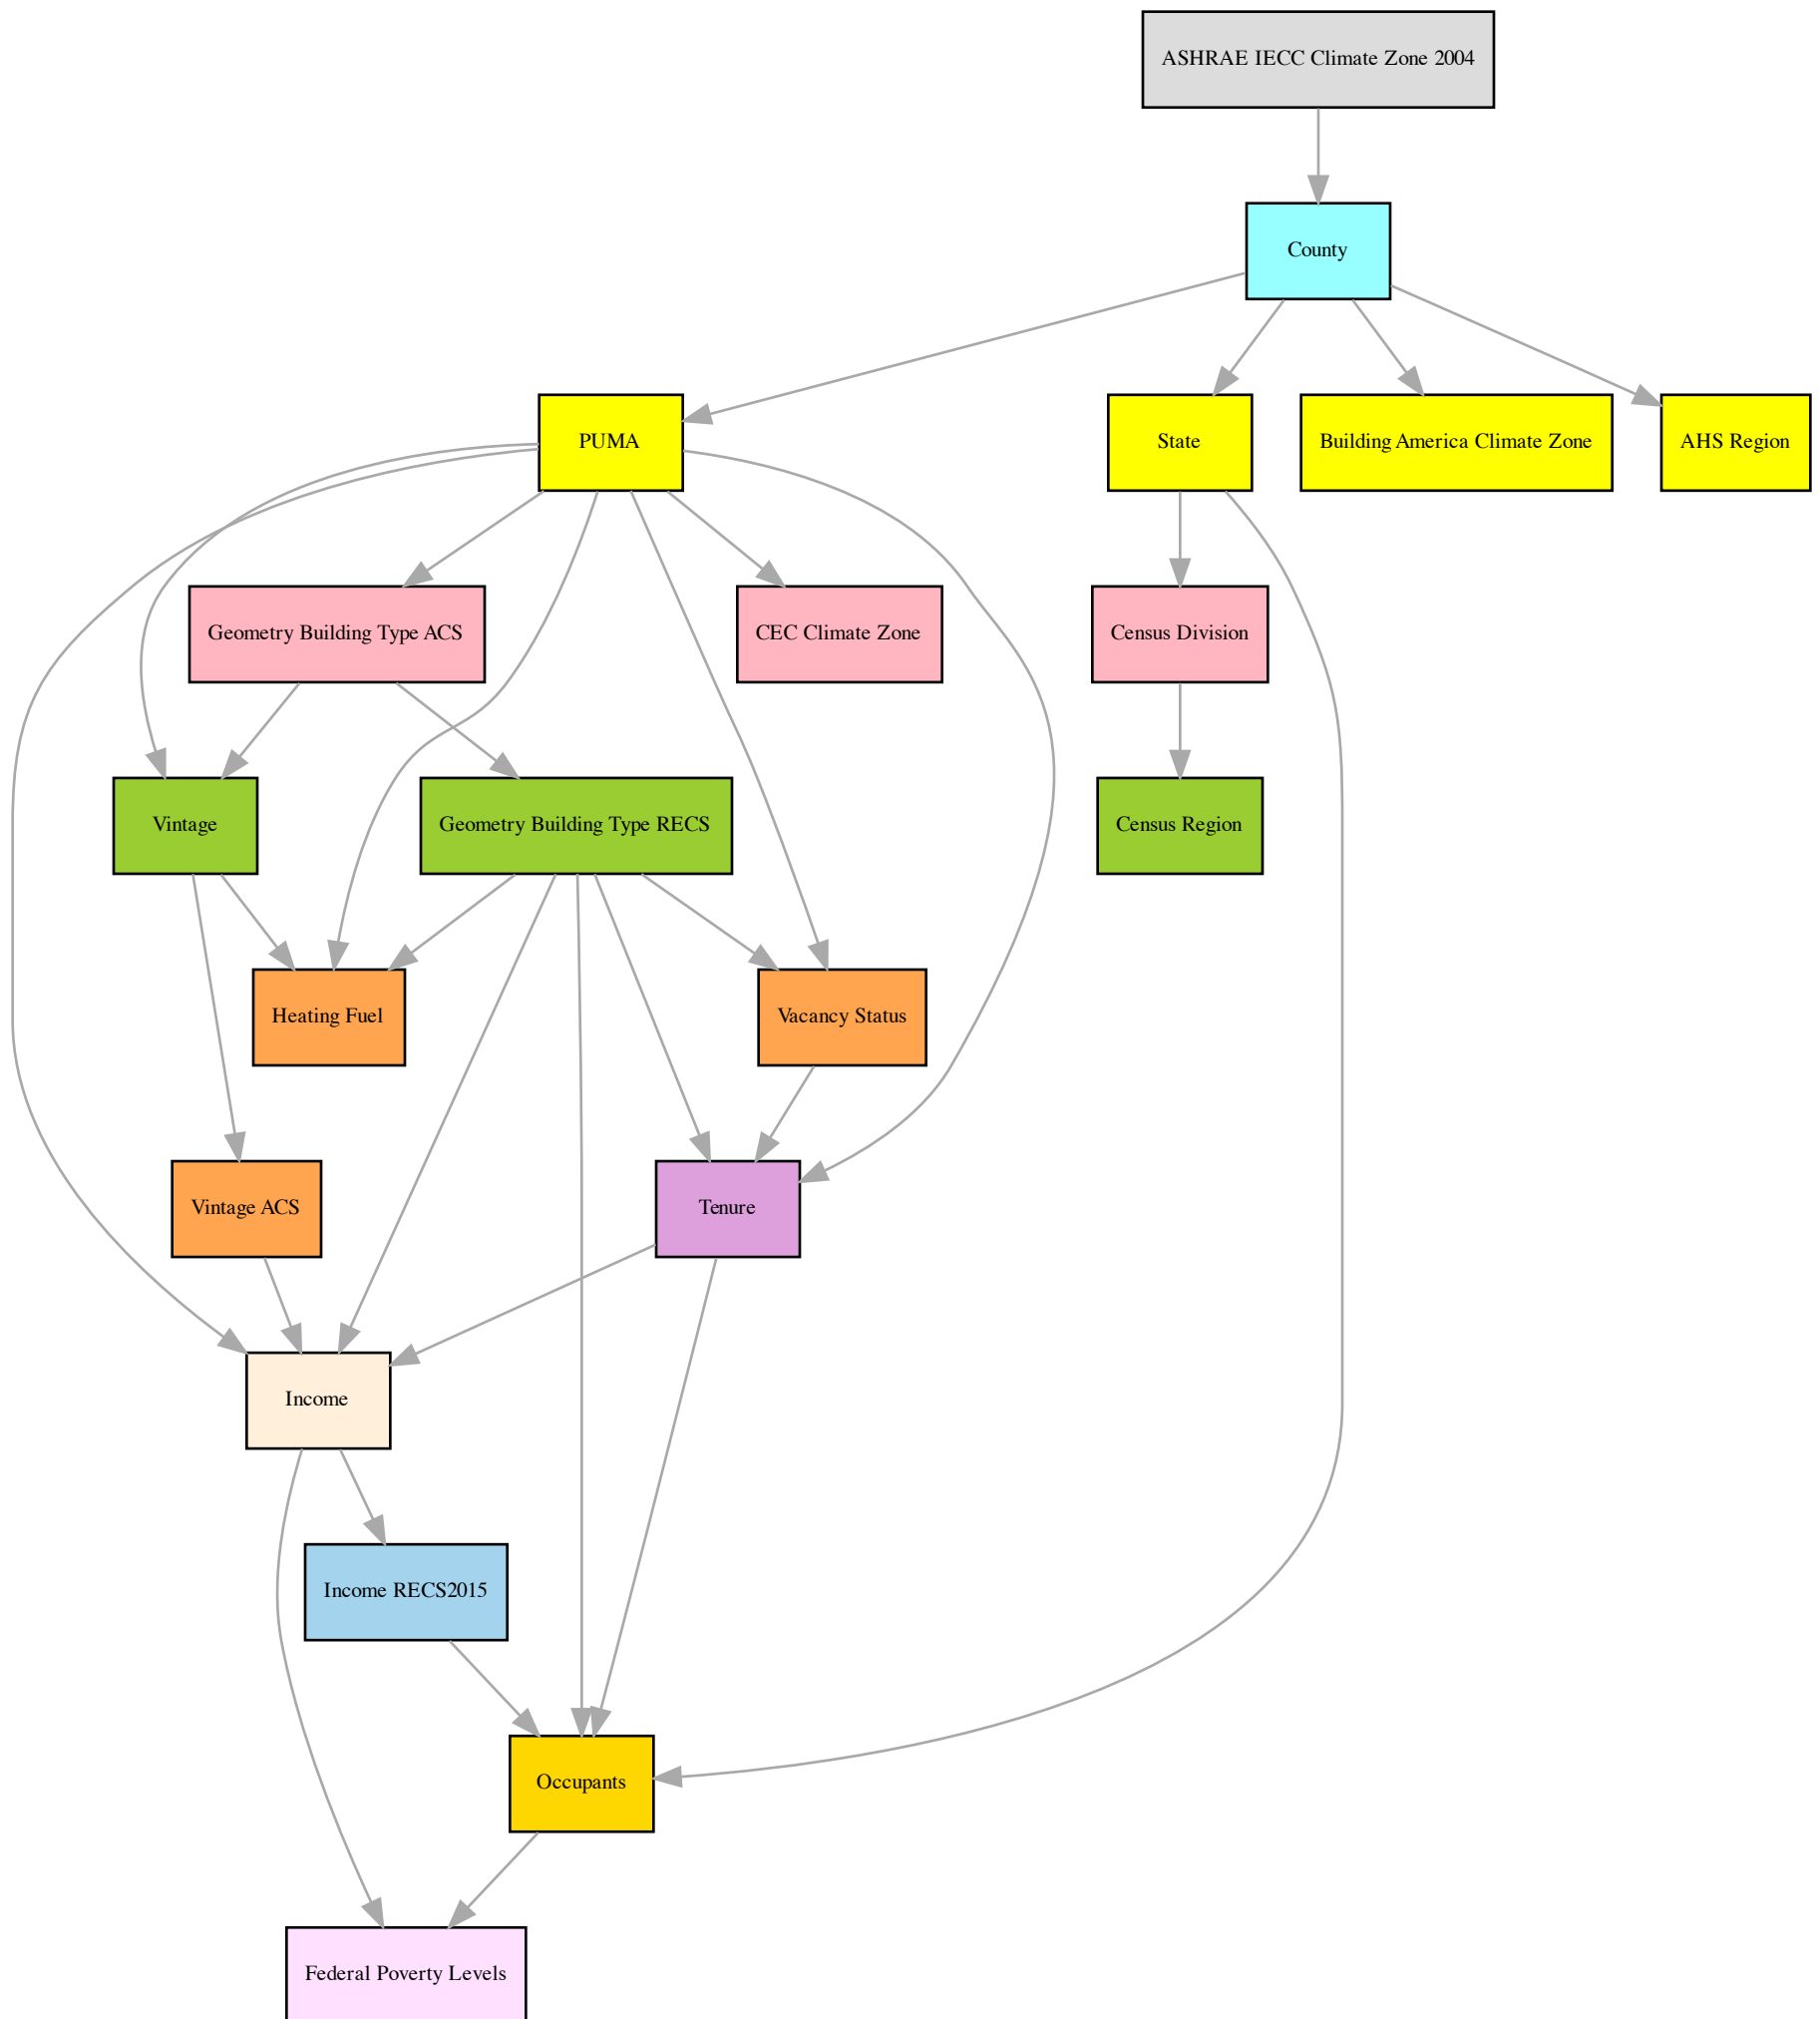 ASHRAE IECC Climate Zone 2004
County
PUMA
State
Building America Climate Zone
AHS Region
Geometry Building Type ACS
CEC Climate Zone
Census Division
Vintage
Geometry Building Type RECS
Census Region
Heating Fuel
Vacancy Status
Vintage ACS
Tenure
Income
Income RECS2015
Occupants
Federal Poverty Levels